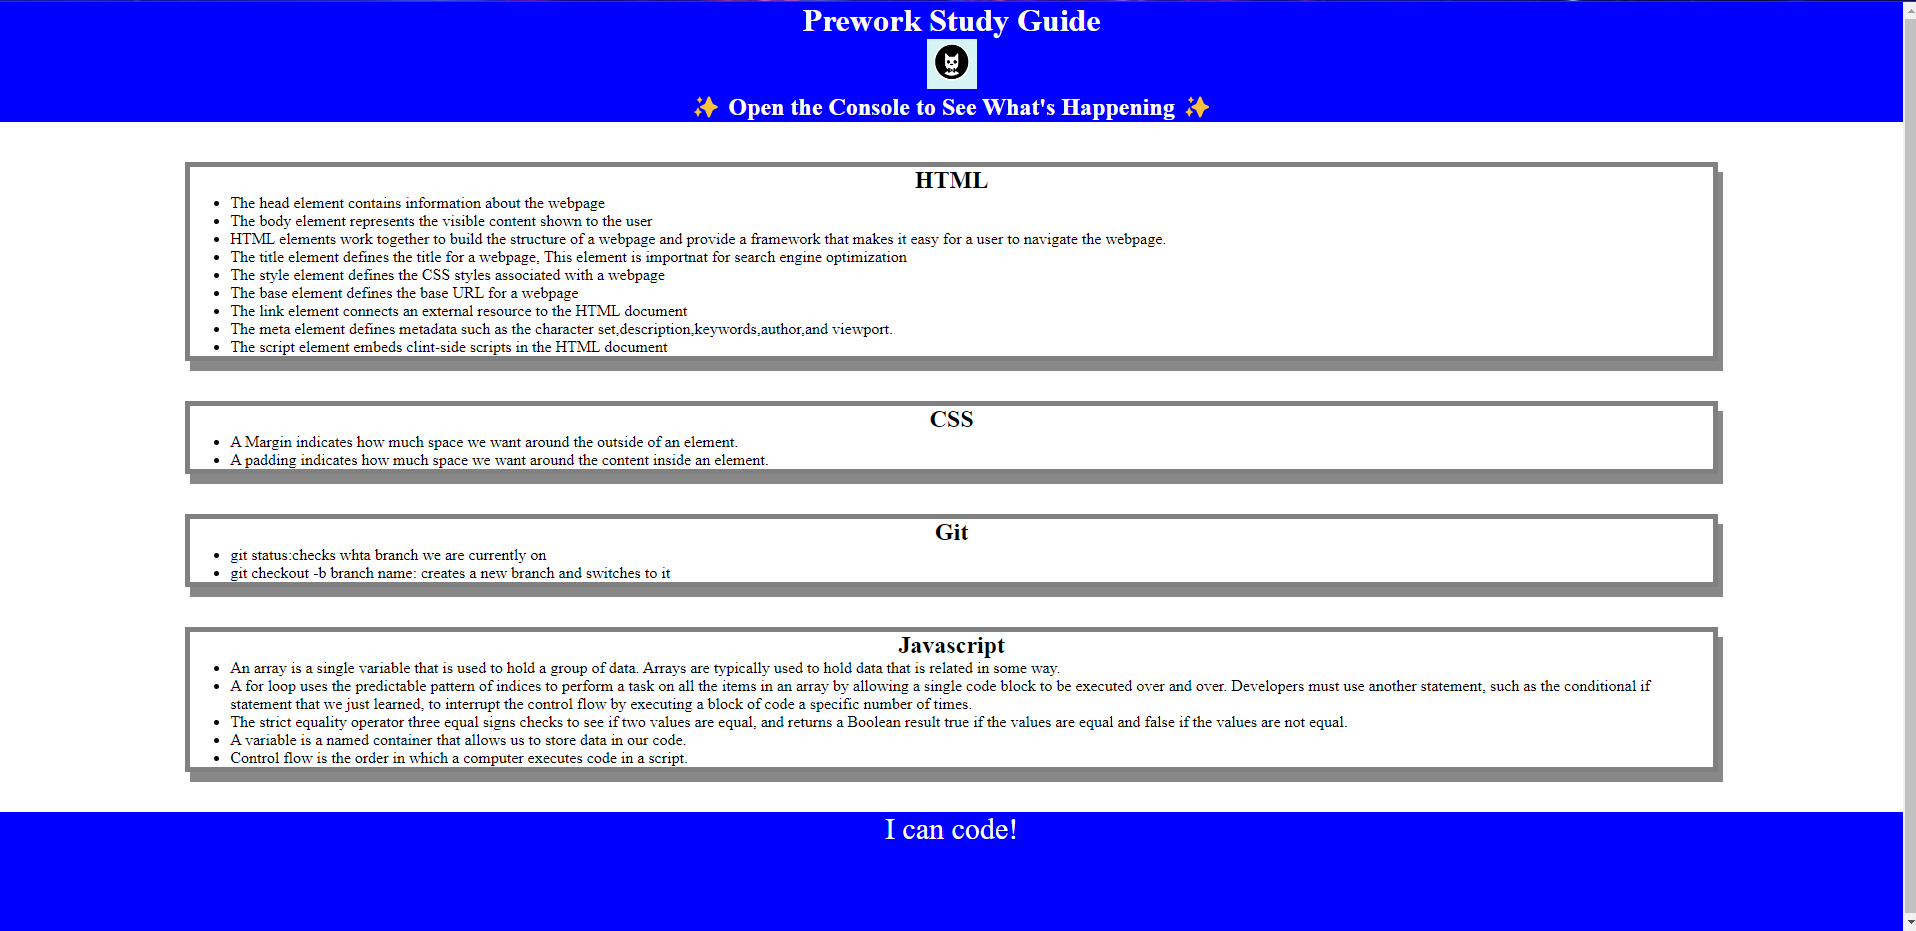 Prework Study Guide
✨ Open the Console to See What's Happening ✨
HTML
• The head element contains information about the webpage
• The body element represents the visible content shown to the user
• HTML elements work together to build the structure of a webpage and provide a framework that makes it easy for a user to navigate the webpage.
• The title element defines the title for a webpage, This element is importnat for search engine optimization
• The style element defines the CSS styles associated with a webpage
• The base element defines the base URL for a webpage
• The link element connects an external resource to the HTML document
• The meta element defines metadata such as the character set,description,keywords,author,and viewport.
• The script element embeds clint-side scripts in the HTML document
CSS
• A Margin indicates how much space we want around the outside of an element.
• A padding indicates how much space we want around the content inside an element.
Git
• git status:checks whta branch we are currently on
• git checkout -b branch name: creates a new branch and switches to it
Javascript
• An array is a single variable that is used to hold a group of data. Arrays are typically used to hold data that is related in some way.
• A for loop uses the predictable pattern of indices to perform a task on all the items in an array by allowing a single code block to be executed over and over. Developers must use another statement, such as the conditional if
statement that we just learned, to interrupt the control flow by executing a block of code a specific number of times.
• The strict equality operator three equal signs checks to see if two values are equal, and returns a Boolean result true if the values are equal and false if the values are not equal.
• A variable is a named container that allows us to store data in our code.
• Control flow is the order in which a computer executes code in a script.
I can code!